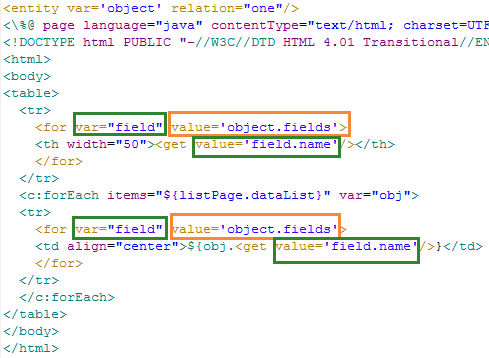 <entity var='object' relation="one"/>
<\%@ page language="java" contentType="text/html; charset=UTF
<!DOCTYPE html PUBLIC "-//W3C//DTD HTML 4.01 Transitional//EN
<html>
<body>
<table>
<tr>
<for var="field" value='object.fields'>
<th width="50"><get value='field.name'/></th>
</for>
</tr>
<c:forEach items="${listPage.dataList}" var="obj">
<tr>
<for var="field" value='object.fields'>
<td align="center">${obj.<get value='field.name'/>}</td>
</for>
</tr>
</c:forEach>
</table>
</body>
</html>